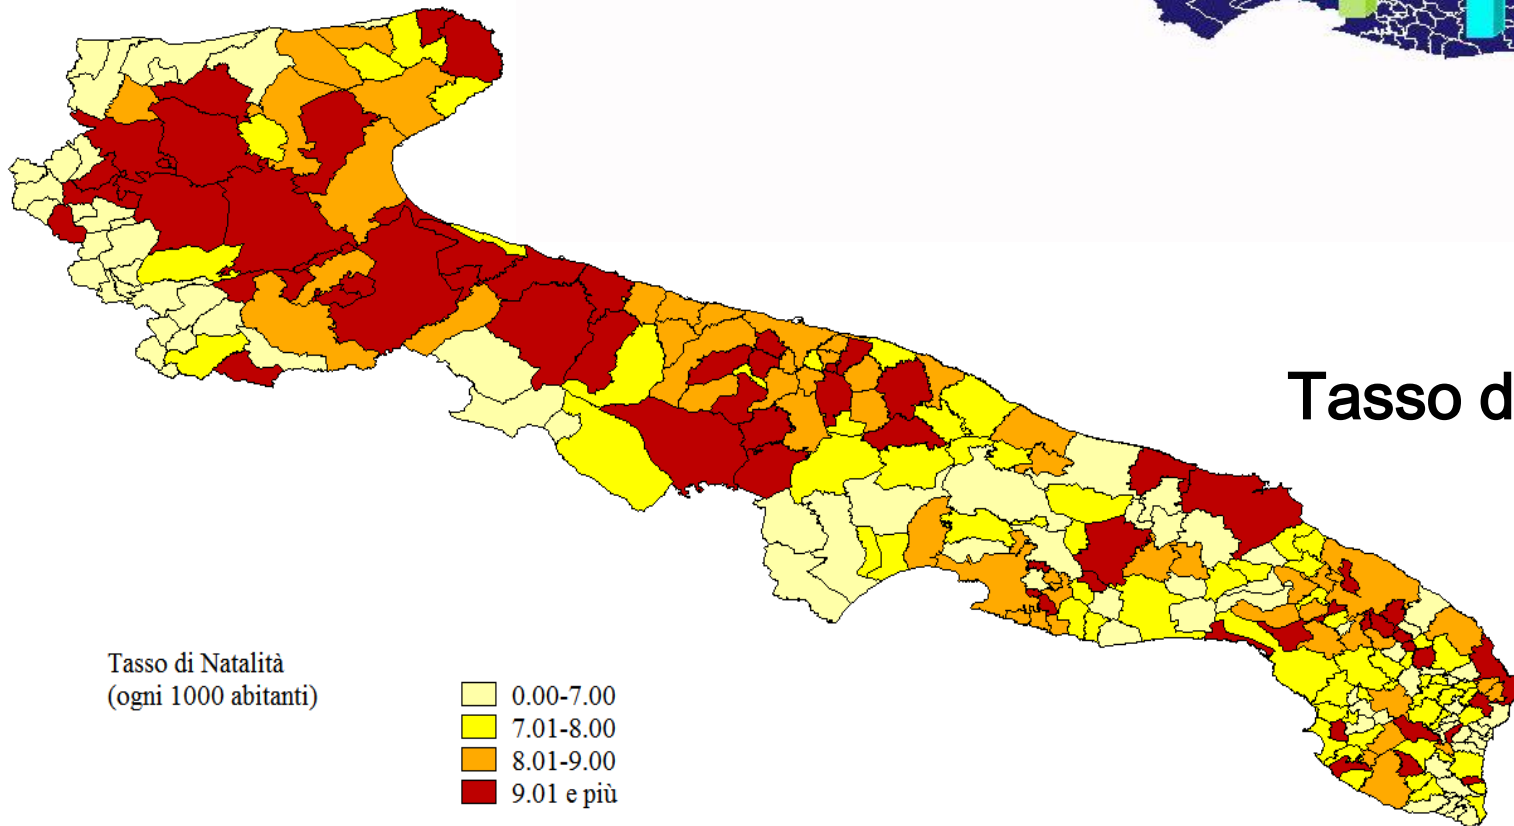 Tasso d
Tasso di Natalità
(ogni 1000 abitanti)
0.00-7.00
7.01-8.00
8.01-9.00
9.01 e più